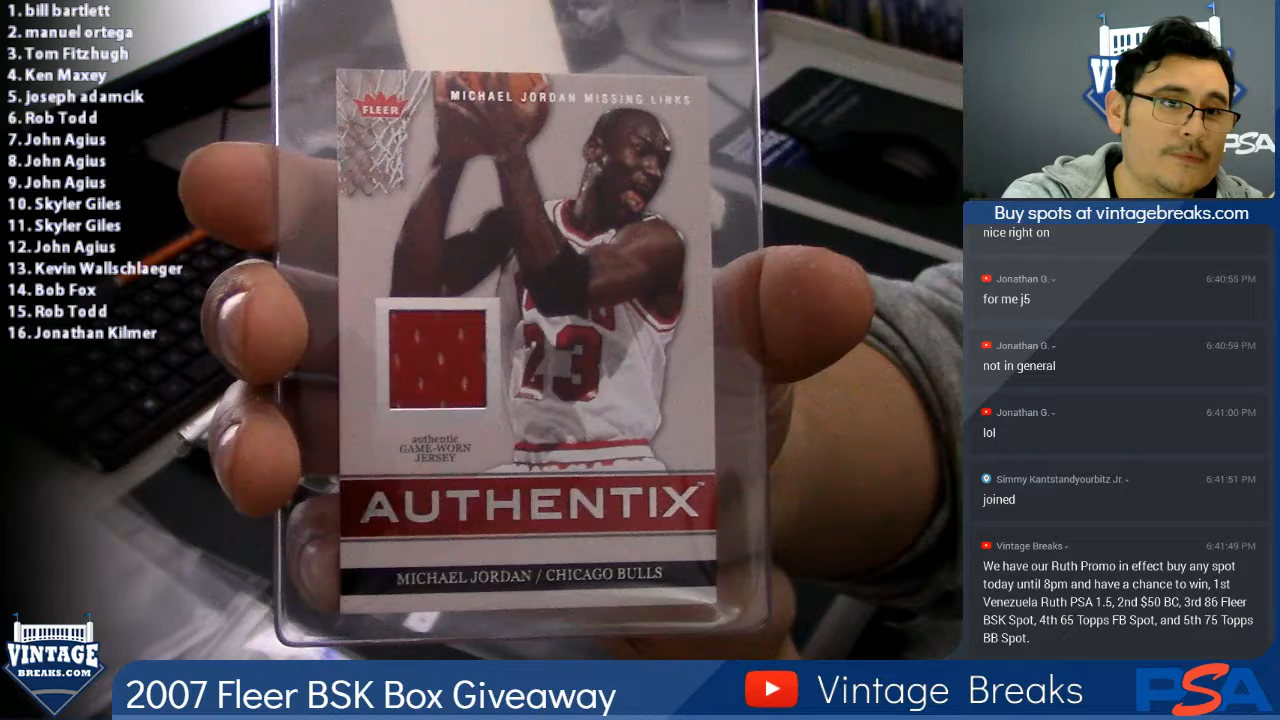 1. bill bartlett
2. manuel ortega
3. Tom Fitzhugh
4. Ken Maxey
5. joseph adamcik
6. Rob Todd
7. John Agius
8. John Agius
9. John Agius
10. Skyler Giles
11. Skyler Giles
12. John Agius
13. Kevin Wallschlaeger
14. Bob Fox
15. Rob Todd
16. Jonathan Kilmer
FLEER
MICHAEL JORDAN MISSING LINKS
23
authentic
GAME-WORN
JERSEY
AUTHENTIX™
MICHAEL JORDAN / CHICAGO BULLS
PSA
Buy spots at vintagebreaks.com
nice right on
Jonathan G.
6:40:55 PM
for me j5
Jonathan G.
6:40:59 PM
not in general
Jonathan G.
6:41:00 PM
lol
Simmy Kantstandyourbitz Jr.
6:41:51 PM
joined
Vintage Breaks
6:41:49 PM
We have our Ruth Promo in effect buy any spot
today until 8pm and have a chance to win, 1st
Venezuela Ruth PSA 1.5, 2nd $50 BC, 3rd 86 Fleer
BSK Spot, 4th 65 Topps FB Spot, and 5th 75 Topps
BB Spot.
VINTAGE
BREAKS.COM
2007 Fleer BSK Box Giveaway
Vintage Breaks
PSA